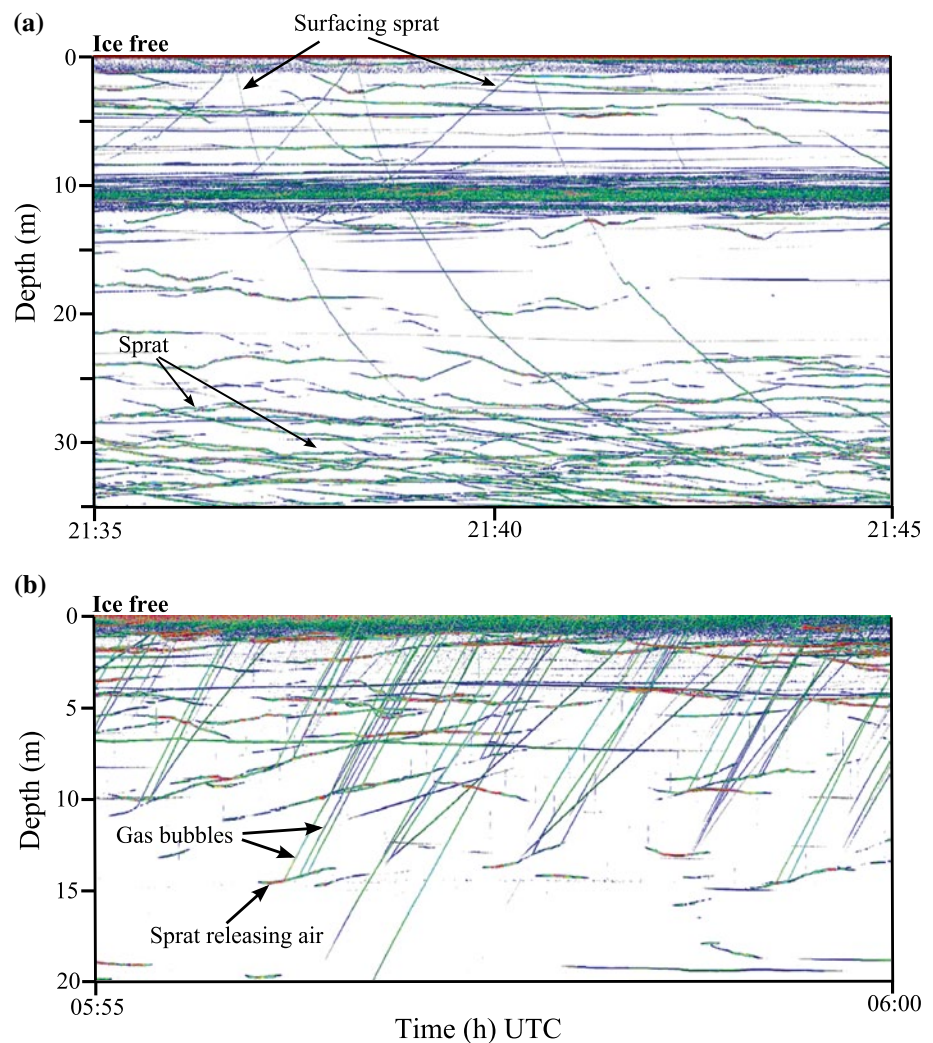 (a)
Surfacing sprat
Ice free
0
10
20
30
Depth (m)
Sprat
21:35
21:40
21:45
(b)
Ice free
0
5
10
15
20
Depth (m)
Gas bubbles
Sprat releasing air
05:55
06:00
Time (h) UTC